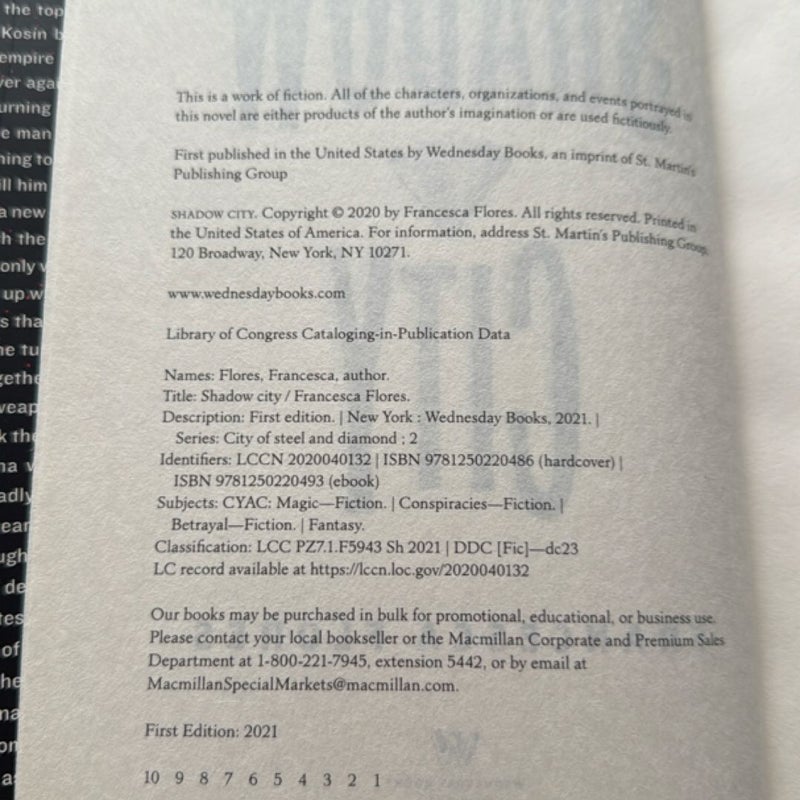 the top
Kosin
empire
ver aga
urning
e man
ning to
ill him
a new
h the
only
up w
s tha
ne tu
gethe
weap
k the
na
adly
ear
ugh
de
tes
of
he
na
on
as
This is a work of fiction. All of the characters, organizations, and events portrayed in
this novel are either products of the author's imagination or are used fictitiously.
First published in the United States by Wednesday Books, an imprint of St. Martin's
Publishing Group
SHADOW CITY. Copyright © 2020 by Francesca Flores. All rights reserved. Printed in
the United States of America. For information, address St. Martin's Publishing Group,
120 Broadway, New York, NY 10271.
www.wednesdaybooks.com
Library of Congress Cataloging-in-Publication Data
Names: Flores, Francesca, author.
Title: Shadow city / Francesca Flores.
Description: First edition. | New York : Wednesday Books, 2021. |
Series: City of steel and diamond ; 2
Identifiers: LCCN 2020040132 | ISBN 9781250220486 (hardcover) |
ISBN 9781250220493 (ebook)
Subjects: CYAC: Magic—Fiction. | Conspiracies—Fiction. |
Betrayal—Fiction. | Fantasy.
Classification: LCC PZ7.1.F5943 Sh 2021 | DDC [Fic]—dc23
LC record available at https://lccn.loc.gov/2020040132
Our books may be purchased in bulk for promotional, educational, or business use.
Please contact your local bookseller or the Macmillan Corporate and Premium Sales
Department at 1-800-221-7945, extension 5442, or by email at
MacmillanSpecialMarkets@macmillan.com.
First Edition: 2021
10 9 8 7 6 5 4 3 2 1